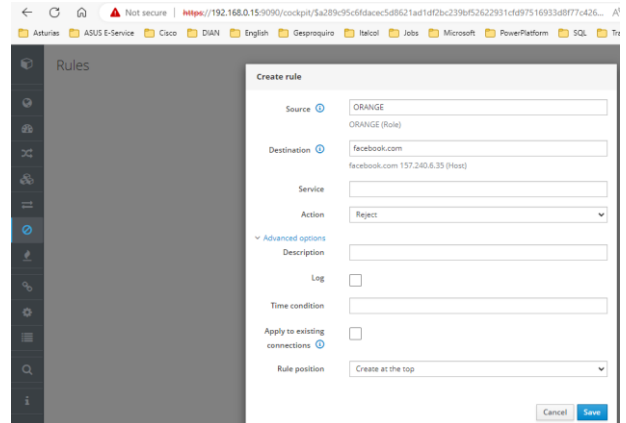 Not secure | https://192.168.0.15:9090/cockpit/$a289c95c6fdacec5d8621ad1df2bc239bf52622931cfd97516933d8f77c426...
Asturias ASUS E-Service Cisco DIAN English Gesproquiro Italcol Jobs Microsoft PowerPlatform SQL
Rules
Create rule
Source ORANGE
ORANGE (Role)
Destination facebook.com
facebook.com 157.240.6.35 (Host)
Service
Action Reject
Advanced options
Description
Log
Time condition
Apply to existing
connections
Rule position Create at the top
Cancel Save